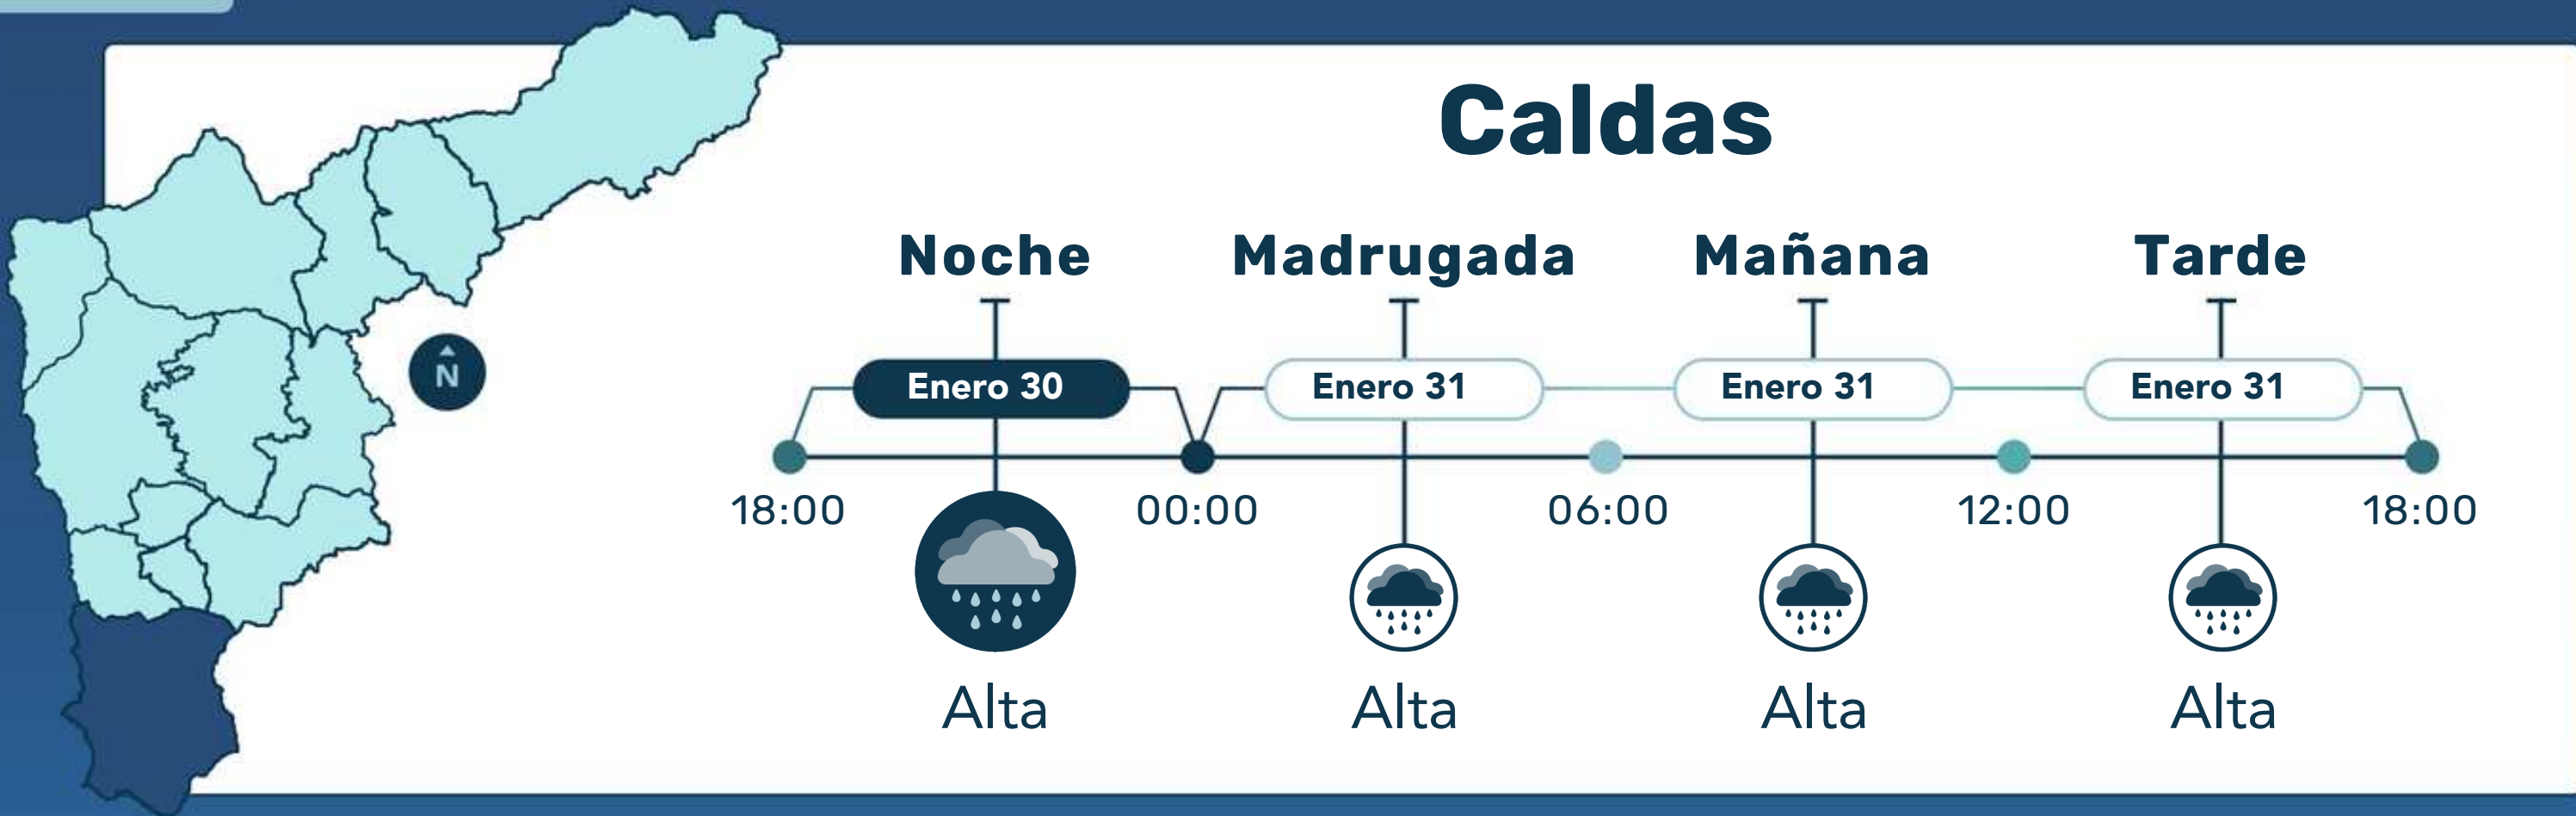 Caldas
Noche Madrugada Mañana Tarde
Enero 30 Enero 31 Enero 31 Enero 31
N
18:00 00:00 06:00 12:00 18:00
Alta Alta Alta Alta